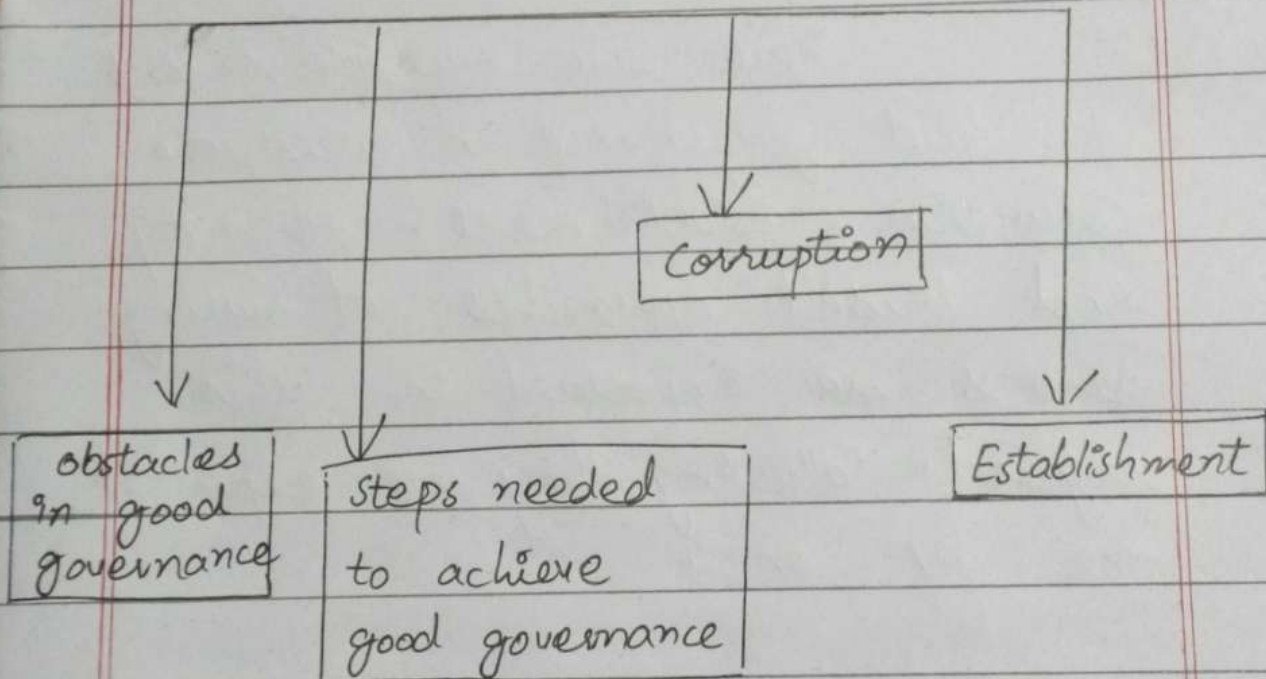 Corruption
obstacles
in good
governance
steps needed
to achieve
good governance
Establishment